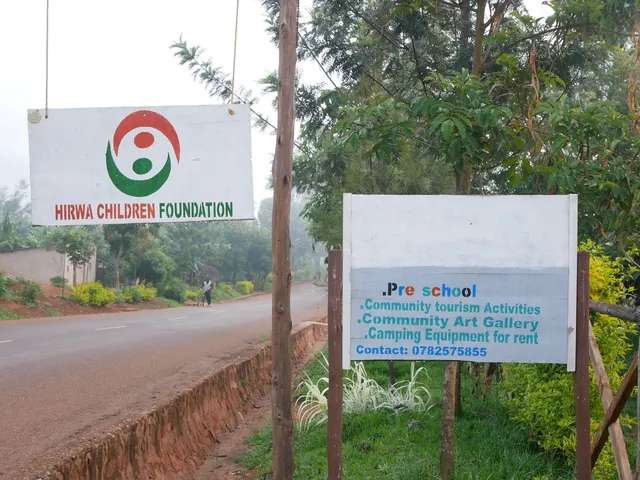 HIRWA CHILDREN FOUNDATION
.Pre school
.Community tourism Activities
.Community Art Gallery
.Camping Equipment for rent
Contact: 0782575855